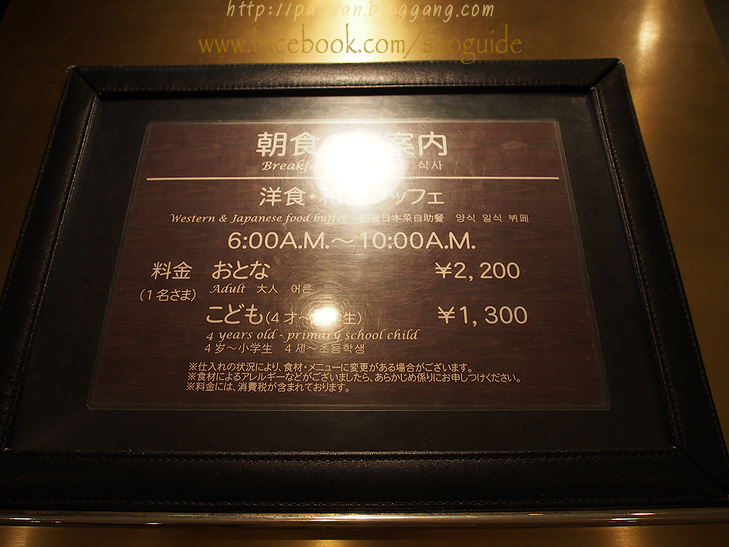 http://panwan.bloggang.com
www.facebook.com/shoguide
朝食 案内
식사
洋食・和 ッフェ
Western & Japanese food buffet 日本菜自助餐 양식 일식 뷔페
6:00A.M.～10:00A.M.
料金 おとな ￥2,200
(1名さま) Adult 大人 어른
こども(4才～ 生) ￥1,300
4 years old - primary school child
4岁～小学生 4세～초등학생
※仕入れの状況により、食材・メニューに変更がある場合がございます。
※食材によるアレルギーなどがございましたら、あらかじめ係りにお申しつけください。
※料金には、消費税が含まれております。